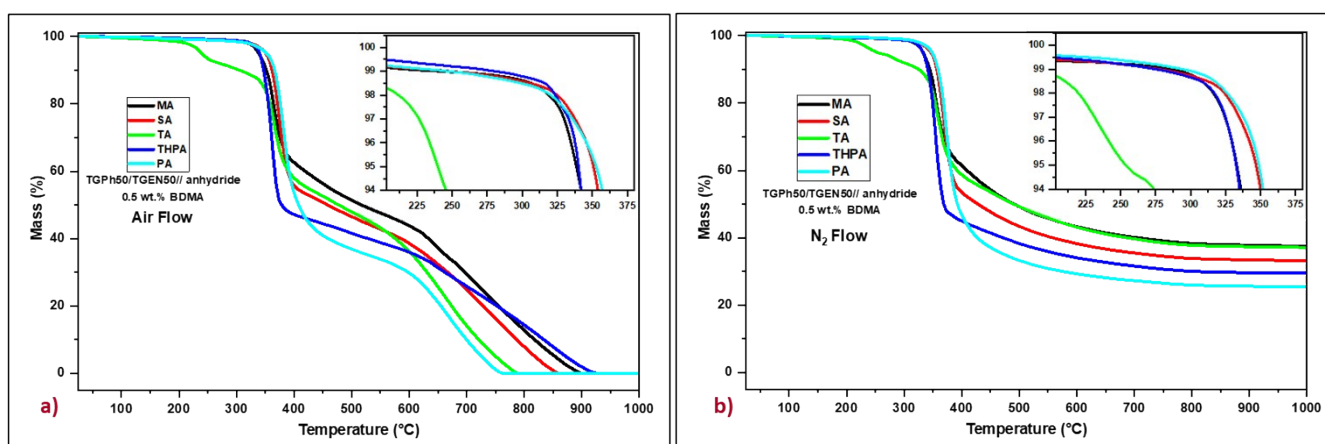 100
80
60
40
20
0
Mass (%)
100 200 300 400 500 600 700 800 900 1000
Temperature (°C)
MA
SA
TA
THPA
PA
TGPh50/TGEN50// anhydride
0.5 wt.% BDMA
Air Flow
100.5
100
99
98
97
96
95
94
225 250 275 300 325 350 375
a)
100
80
60
40
20
0
Mass (%)
100 200 300 400 500 600 700 800 900 1000
Temperature (°C)
MA
SA
TA
THPA
PA
TGPh50/TGEN50// anhydride
0.5 wt.% BDMA
N2 Flow
100.5
100
99
98
97
96
95
94
225 250 275 300 325 350 375
b)